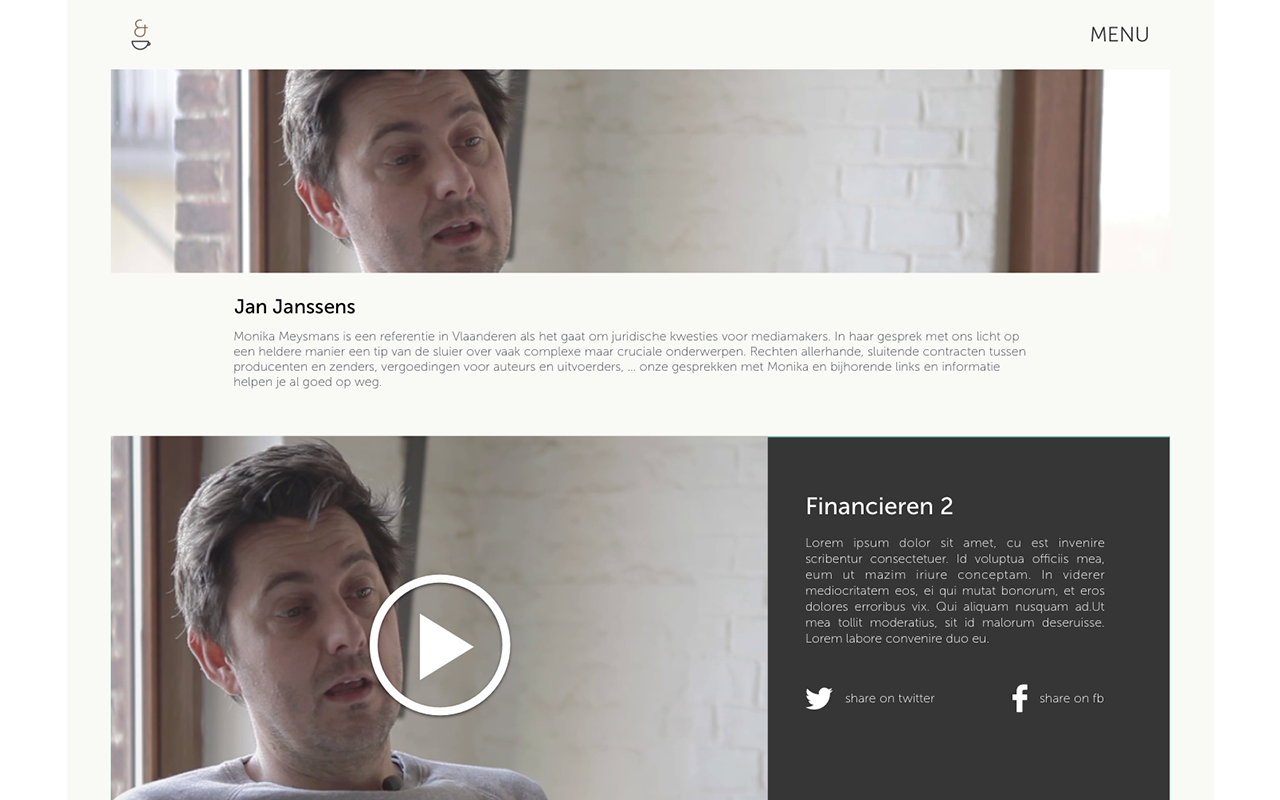 &
MENU
Jan Janssens
Monika Meysmans is een referentie in Vlaanderen als het gaat om juridische kwesties voor mediamakers. In haar gesprek met ons licht op
een heldere manier een tip van de sluier over vaak complexe maar cruciale onderwerpen. Rechten allerhande, sluitende contracten tussen
producenten en zenders, vergoedingen voor auteurs en uitvoerders, ... onze gesprekken met Monika en bijhorende links en informatie
helpen je al goed op weg.
Financieren 2
Lorem ipsum dolor sit amet, cu est invenire
scribentur consectetuer. Id voluptua officiis mea,
eum ut mazim iriure conceptam. In viderer
mediocritatem eos, ei qui mutat bonorum, et eros
dolores erroribus vix. Qui aliquam nusquam ad.Ut
mea tollit moderatius, sit id malorum deseruisse.
Lorem labore convenire duo eu.
share on twitter
share on fb